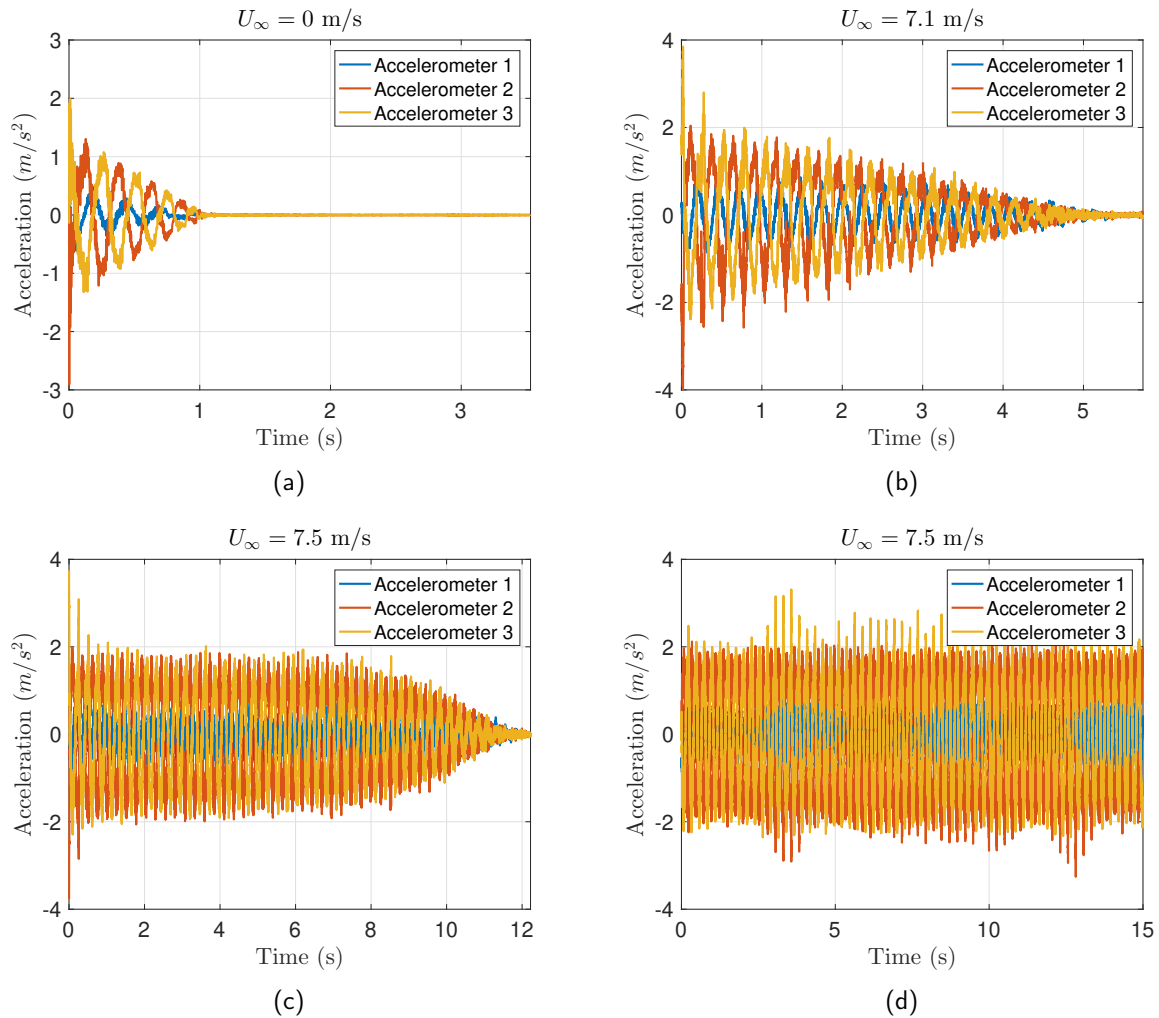 U∞ = 0 m/s
Acceleration (m/s²)
3
2
1
0
-1
-2
-3
Accelerometer 1
Accelerometer 2
Accelerometer 3
0 1 2 3
Time (s)
(a)
U∞ = 7.1 m/s
Acceleration (m/s²)
4
2
0
-2
-4
Accelerometer 1
Accelerometer 2
Accelerometer 3
0 1 2 3 4 5
Time (s)
(b)
U∞ = 7.5 m/s
Acceleration (m/s²)
4
2
0
-2
-4
Accelerometer 1
Accelerometer 2
Accelerometer 3
0 2 4 6 8 10 12
Time (s)
(c)
U∞ = 7.5 m/s
Acceleration (m/s²)
4
2
0
-2
-4
Accelerometer 1
Accelerometer 2
Accelerometer 3
0 5 10 15
Time (s)
(d)